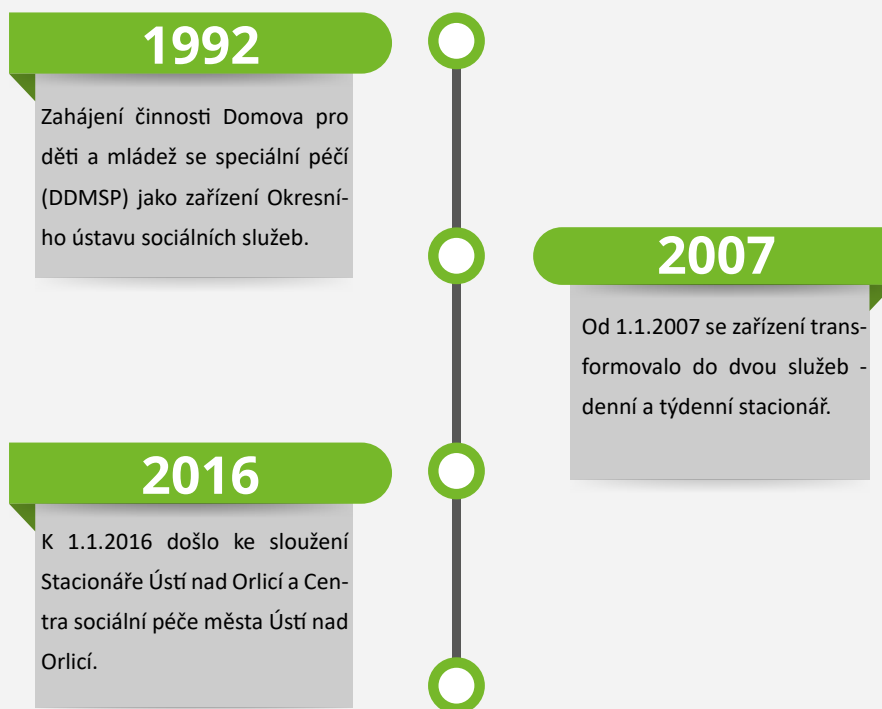 1992
Zahájení činnosti Domova pro
děti a mládež se speciální péčí
(DDMSP) jako zařízení Okresní-
ho ústavu sociálních služeb.
2007
Od 1.1.2007 se zařízení trans-
formovalo do dvou služeb -
denní a týdenní stacionář.
2016
K 1.1.2016 došlo ke sloužení
Stacionáře Ústí nad Orlicí a Cen-
tra sociální péče města Ústí nad
Orlicí.